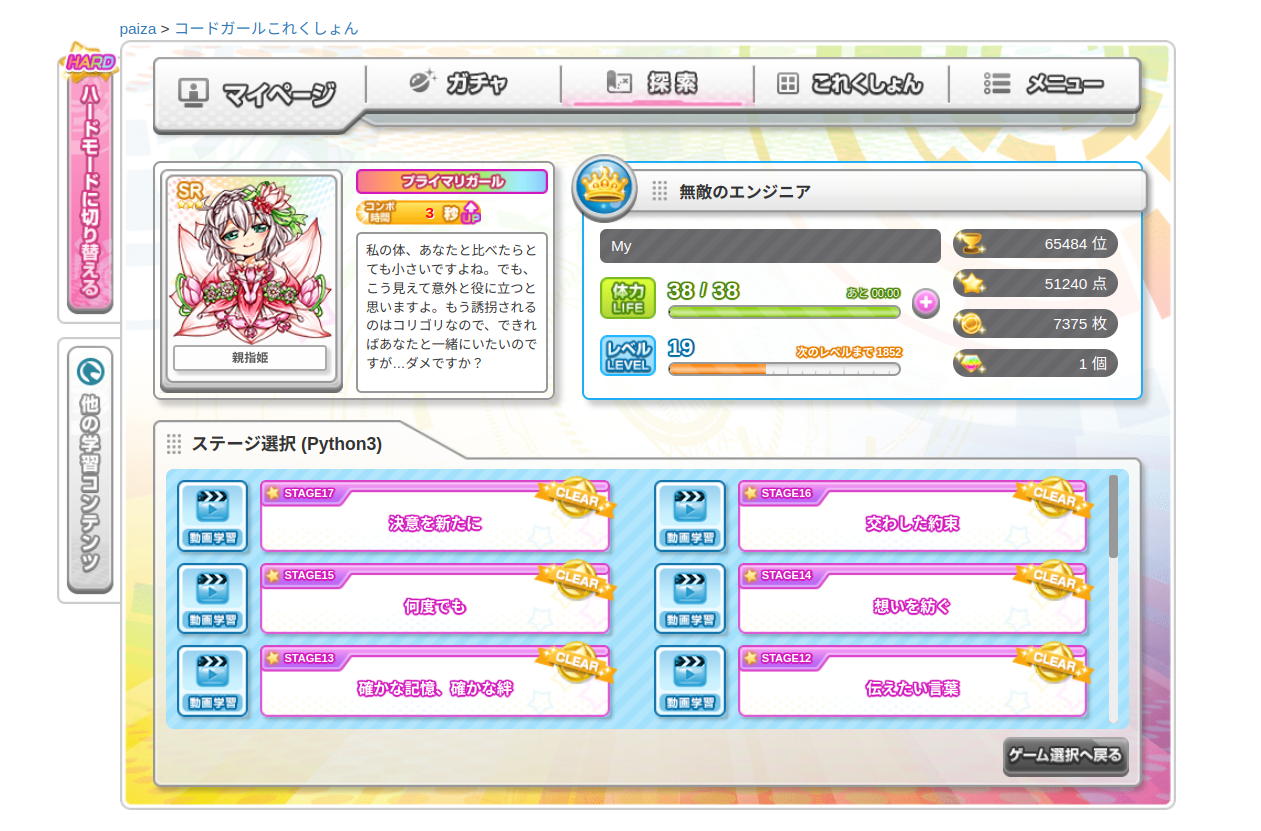 paiza > コードガールこれくしょん
HARD
ハードモードに切り替える
他の学習コンテンツ
マイページ
ガチャ
探索
これくしょん
メニュー
SR
親指姫
プライマリガール
コンボ時間 3 秒 UP
私の体、あなたと比べたらと
ても小さいですよね。でも、
こう見えて意外と役に立つと
思いますよ。もう誘拐される
のはコリゴリなので、できれ
ばあなたと一緒にいたいので
すが…ダメですか？
無敵のエンジニア
My
体力 LIFE
38 / 38
あと 00:00
レベル LEVEL
19
次のレベルまで 1852
65484 位
51240 点
7375 枚
1 個
ステージ選択 (Python3)
動画学習
STAGE17
CLEAR
決意を新たに
動画学習
STAGE16
CLEAR
交わした約束
動画学習
STAGE15
CLEAR
何度でも
動画学習
STAGE14
CLEAR
想いを紡ぐ
動画学習
STAGE13
CLEAR
確かな記憶、確かな絆
動画学習
STAGE12
CLEAR
伝えたい言葉
ゲーム選択へ戻る